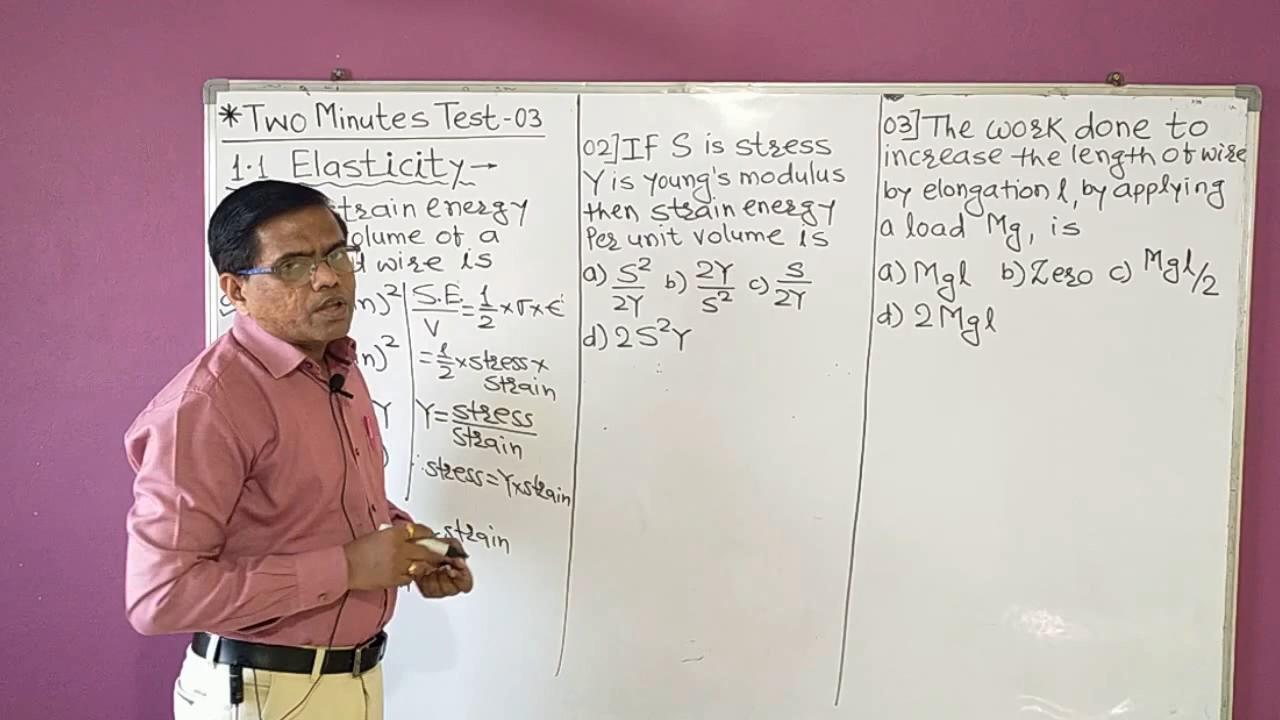 *Two Minutes Test-03
1.1 Elasticity→
train energy
olume of a
wire is
n)² S.E./V = 1/2 ×σ×ε
in)² = 1/2 ×stress×
strain
Y Y = stress/strain
∴stress=Y×strain
strain
02] IF S is stress
Y is young's modulus
then strain energy
Per unit volume is
a) S²/2Y b) 2Y/S² c) S/2Y
d) 2S²Y
03] The work done to
increase the length of wire
by elongation l, by applying
a load Mg, is
a) Mgl b) Zero c) Mgl/2
d) 2Mgl